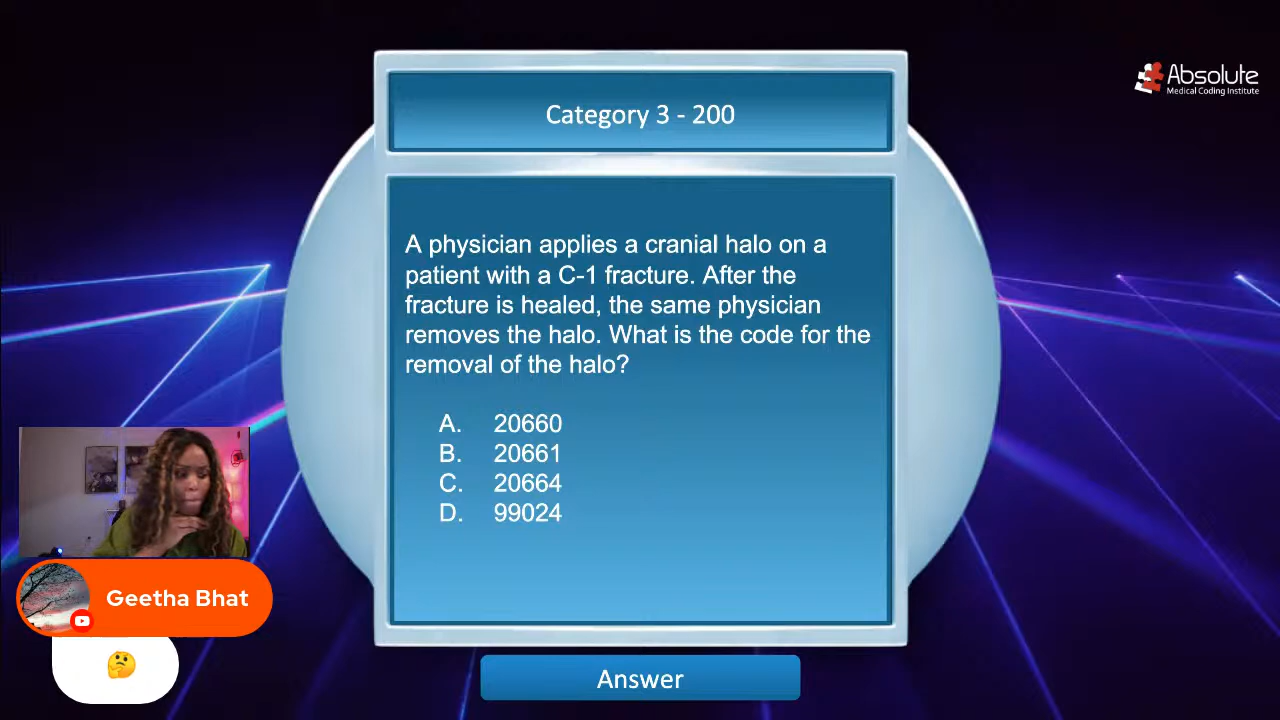 Absolute
Medical Coding Institute
Category 3 - 200
A physician applies a cranial halo on a
patient with a C-1 fracture. After the
fracture is healed, the same physician
removes the halo. What is the code for the
removal of the halo?
A. 20660
B. 20661
C. 20664
D. 99024
Geetha Bhat
🤔
Answer